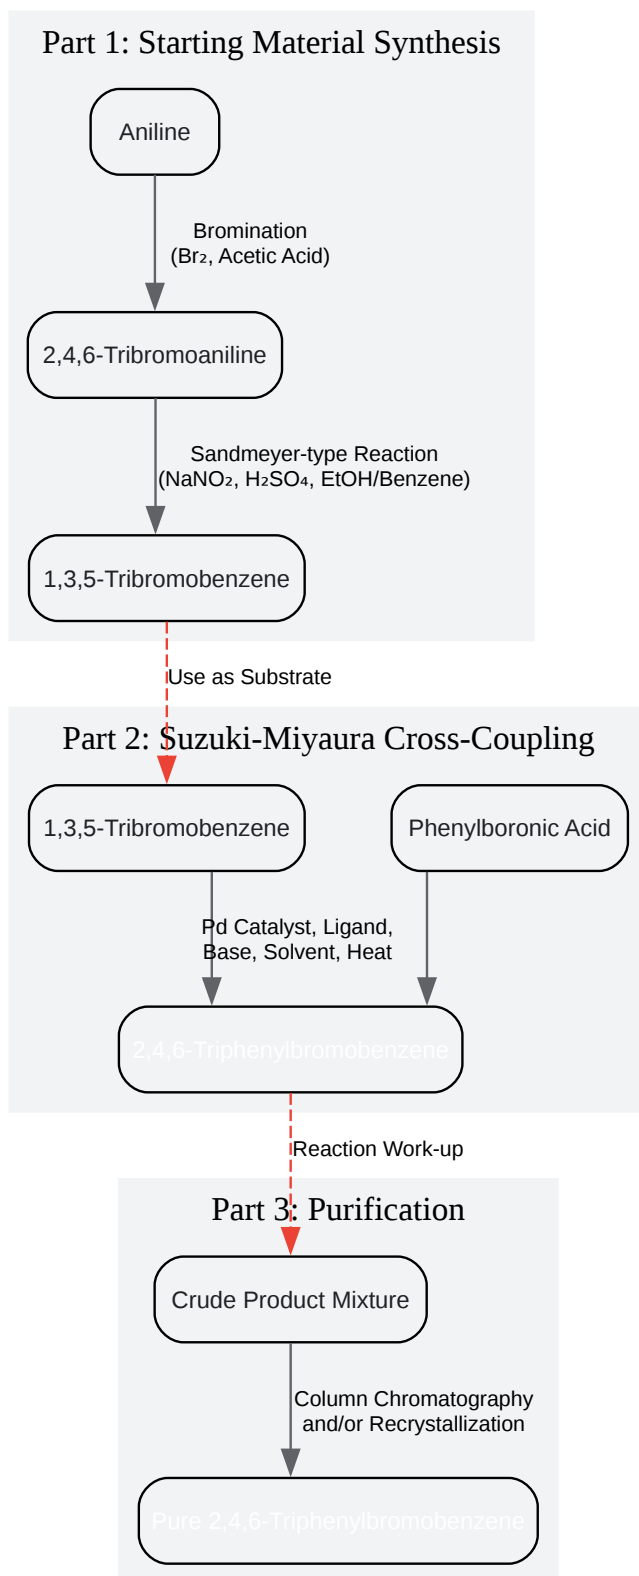 Part 1: Starting Material Synthesis
Aniline
Bromination
(Br₂, Acetic Acid)
2,4,6-Tribromoaniline
Sandmeyer-type Reaction
(NaNO₂, H₂SO₄, EtOH/Benzene)
1,3,5-Tribromobenzene
Use as Substrate
Part 2: Suzuki-Miyaura Cross-Coupling
1,3,5-Tribromobenzene
Phenylboronic Acid
Pd Catalyst, Ligand,
Base, Solvent, Heat
2,4,6-Triphenylbromobenzene
Reaction Work-up
Part 3: Purification
Crude Product Mixture
Column Chromatography
and/or Recrystallization
Pure 2,4,6-Triphenylbromobenzene